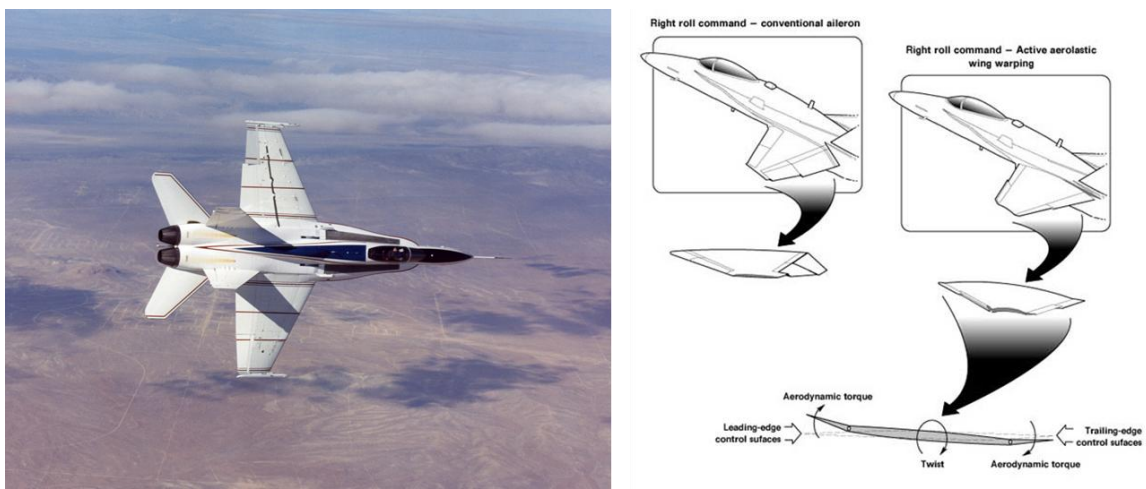 Right roll command – conventional aileron
Right roll command – Active aerolastic
wing warping
Aerodynamic torque
Leading-edge
control sufaces
Trailing-edge
control sufaces
Twist
Aerodynamic torque